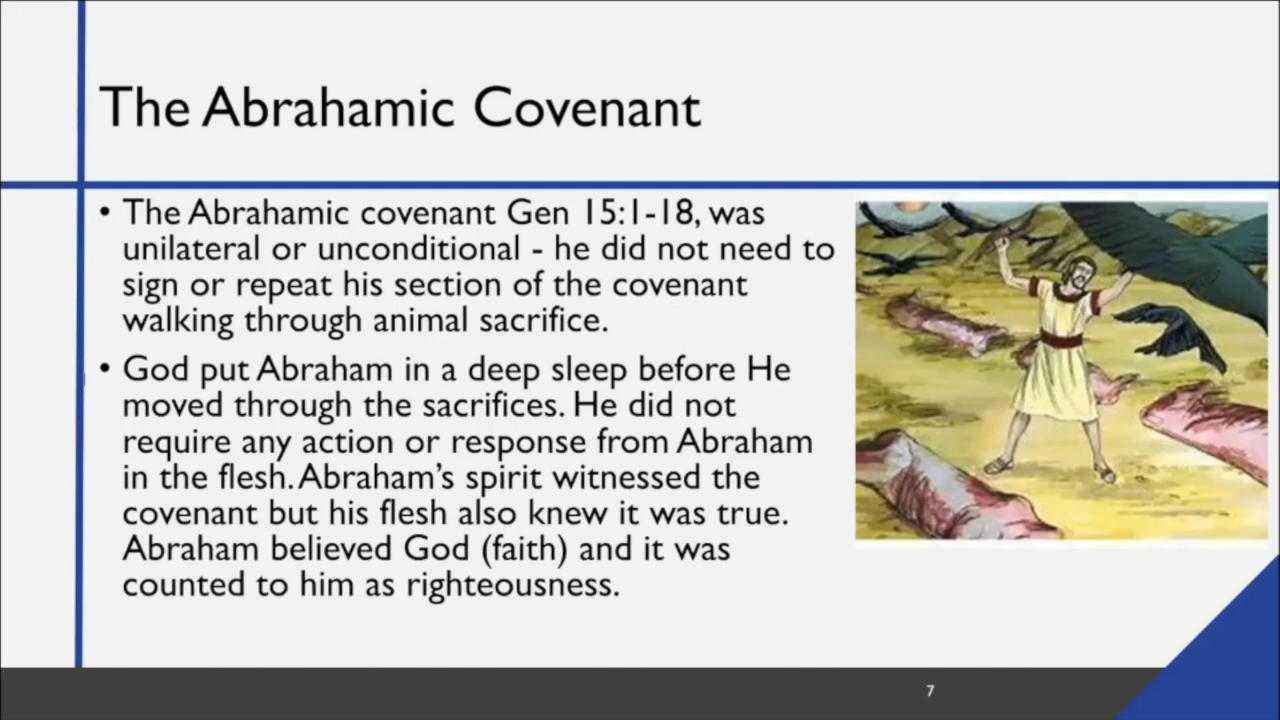 The Abrahamic Covenant
• The Abrahamic covenant Gen 15:1-18, was
unilateral or unconditional - he did not need to
sign or repeat his section of the covenant
walking through animal sacrifice.
• God put Abraham in a deep sleep before He
moved through the sacrifices. He did not
require any action or response from Abraham
in the flesh. Abraham’s spirit witnessed the
covenant but his flesh also knew it was true.
Abraham believed God (faith) and it was
counted to him as righteousness.
7